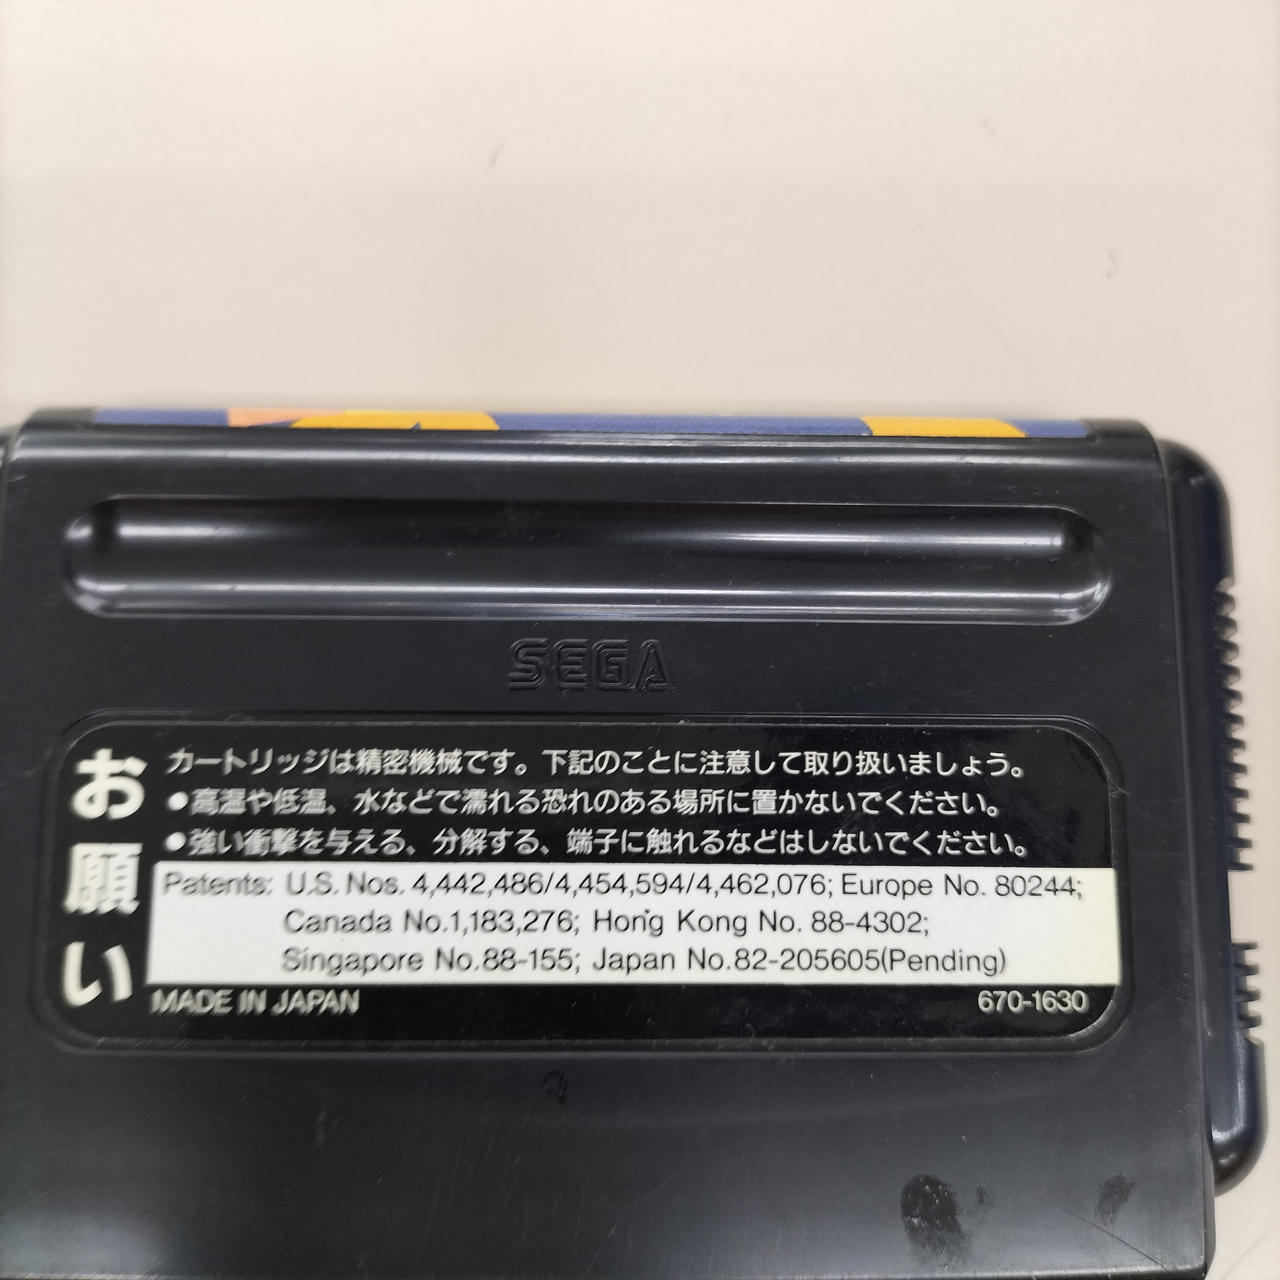 SEGA
お願い
カートリッジは精密機械です。下記のことに注意して取り扱いましょう。
●高温や低温、水などで濡れる恐れのある場所に置かないでください。
●強い衝撃を与える、分解する、端子に触れるなどはしないでください。
Patents: U.S. Nos. 4,442,486/4,454,594/4,462,076; Europe No. 80244;
Canada No.1,183,276; Hong Kong No. 88-4302;
Singapore No.88-155; Japan No.82-205605(Pending)
MADE IN JAPAN
670-1630